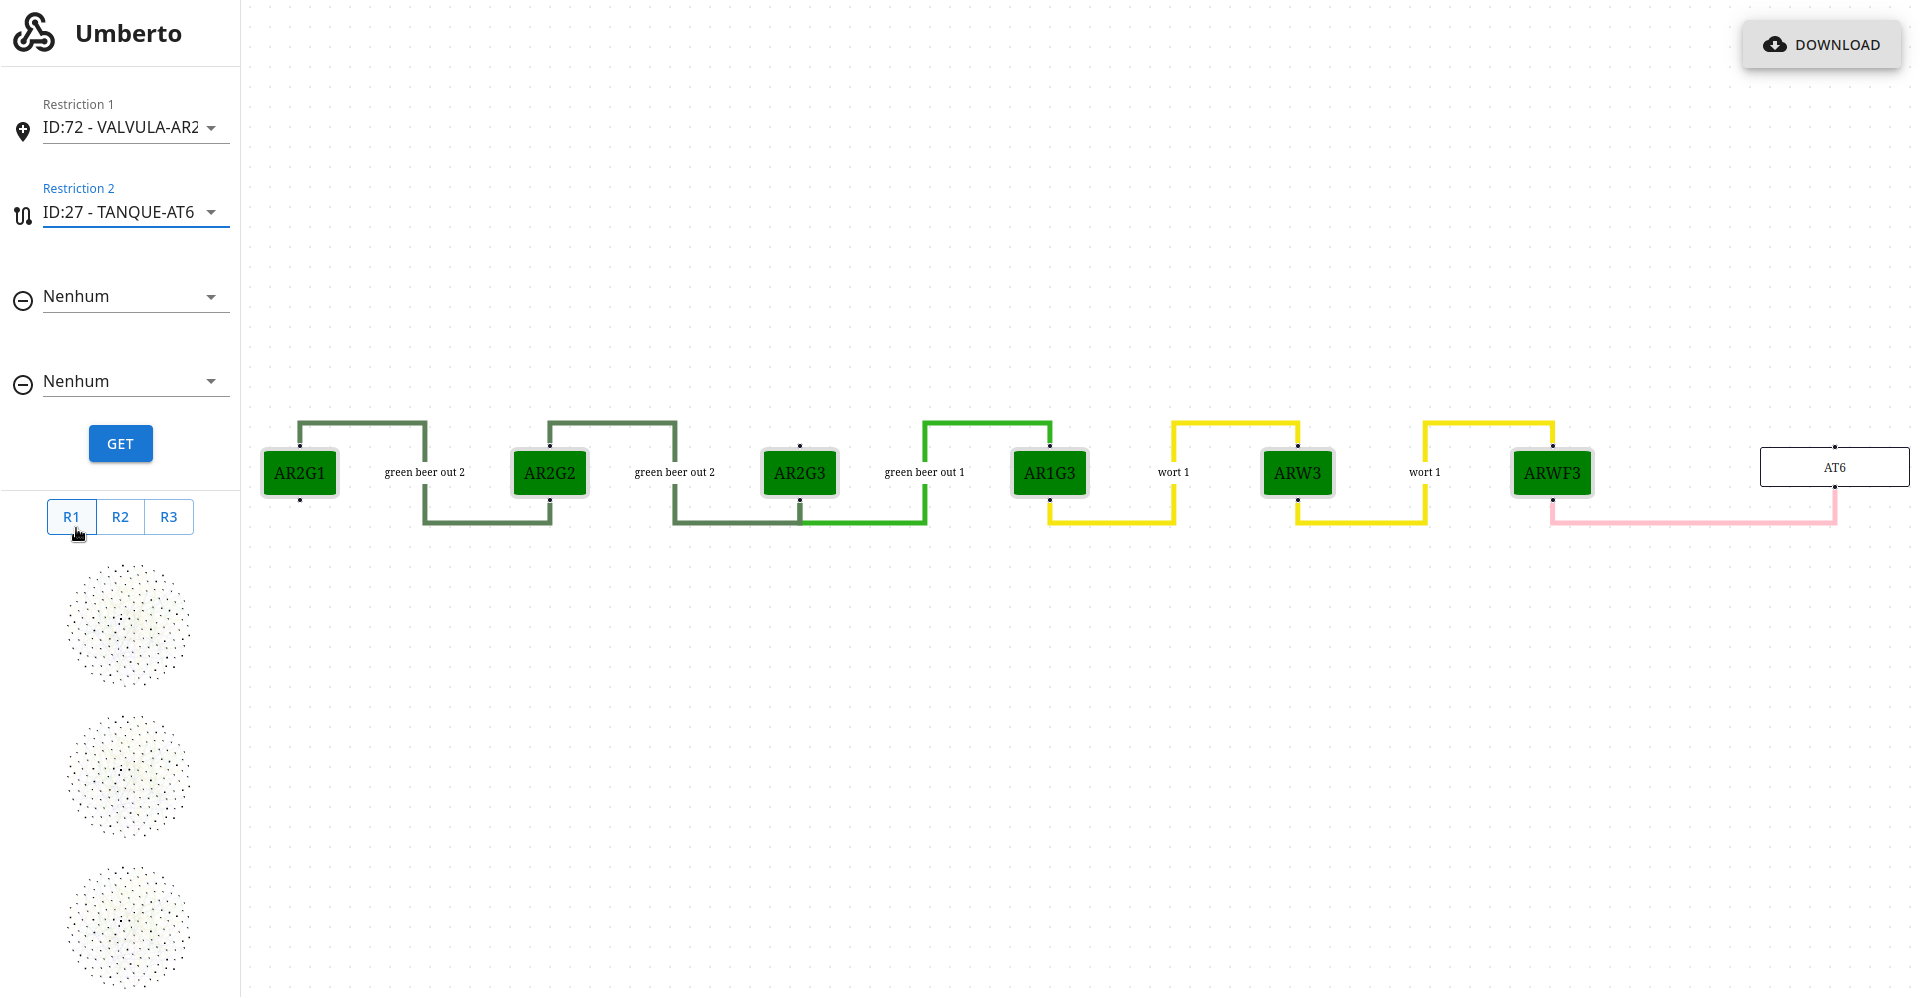 Umberto
DOWNLOAD
Restriction 1
ID:72 - VALVULA-AR2
Restriction 2
ID:27 - TANQUE-AT6
Nenhum
Nenhum
GET
R1 R2 R3
AR2G1 green beer out 2 AR2G2 green beer out 2 AR2G3 green beer out 1 AR1G3 wort 1 ARW3 wort 1 ARWF3 AT6